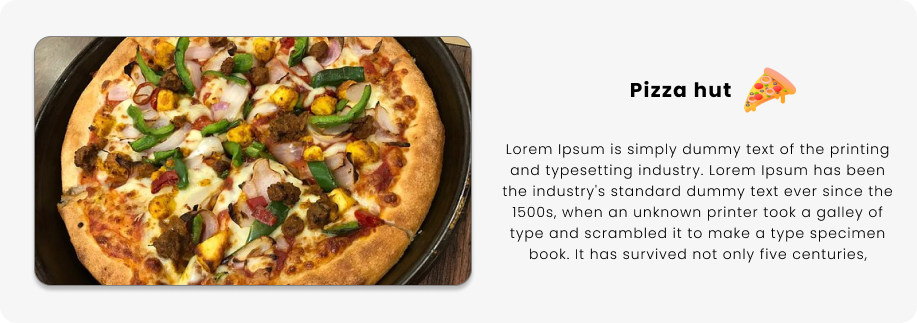 Pizza hut
Lorem Ipsum is simply dummy text of the printing
and typesetting industry. Lorem Ipsum has been
the industry's standard dummy text ever since the
1500s, when an unknown printer took a galley of
type and scrambled it to make a type specimen
book. It has survived not only five centuries,